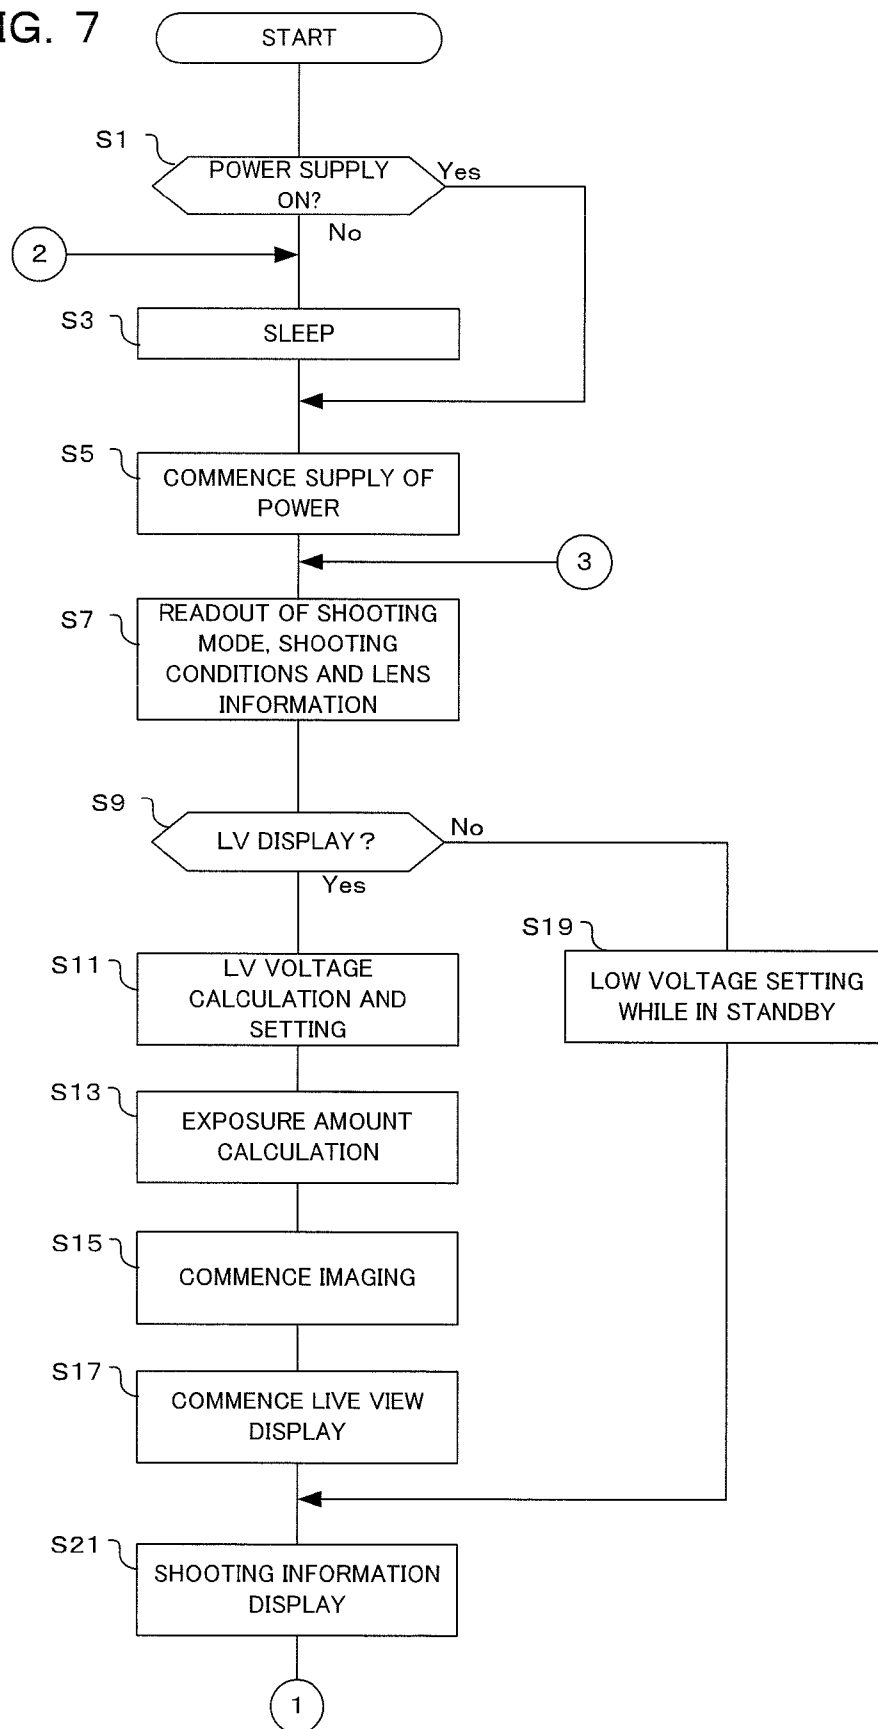 IG. 7
START
S1
POWER SUPPLY
ON?
Yes
No
2
S3
SLEEP
S5
COMMENCE SUPPLY OF
POWER
3
S7
READOUT OF SHOOTING
MODE, SHOOTING
CONDITIONS AND LENS
INFORMATION
S9
LV DISPLAY?
No
Yes
S19
LOW VOLTAGE SETTING
WHILE IN STANDBY
S11
LV VOLTAGE
CALCULATION AND
SETTING
S13
EXPOSURE AMOUNT
CALCULATION
S15
COMMENCE IMAGING
S17
COMMENCE LIVE VIEW
DISPLAY
S21
SHOOTING INFORMATION
DISPLAY
1